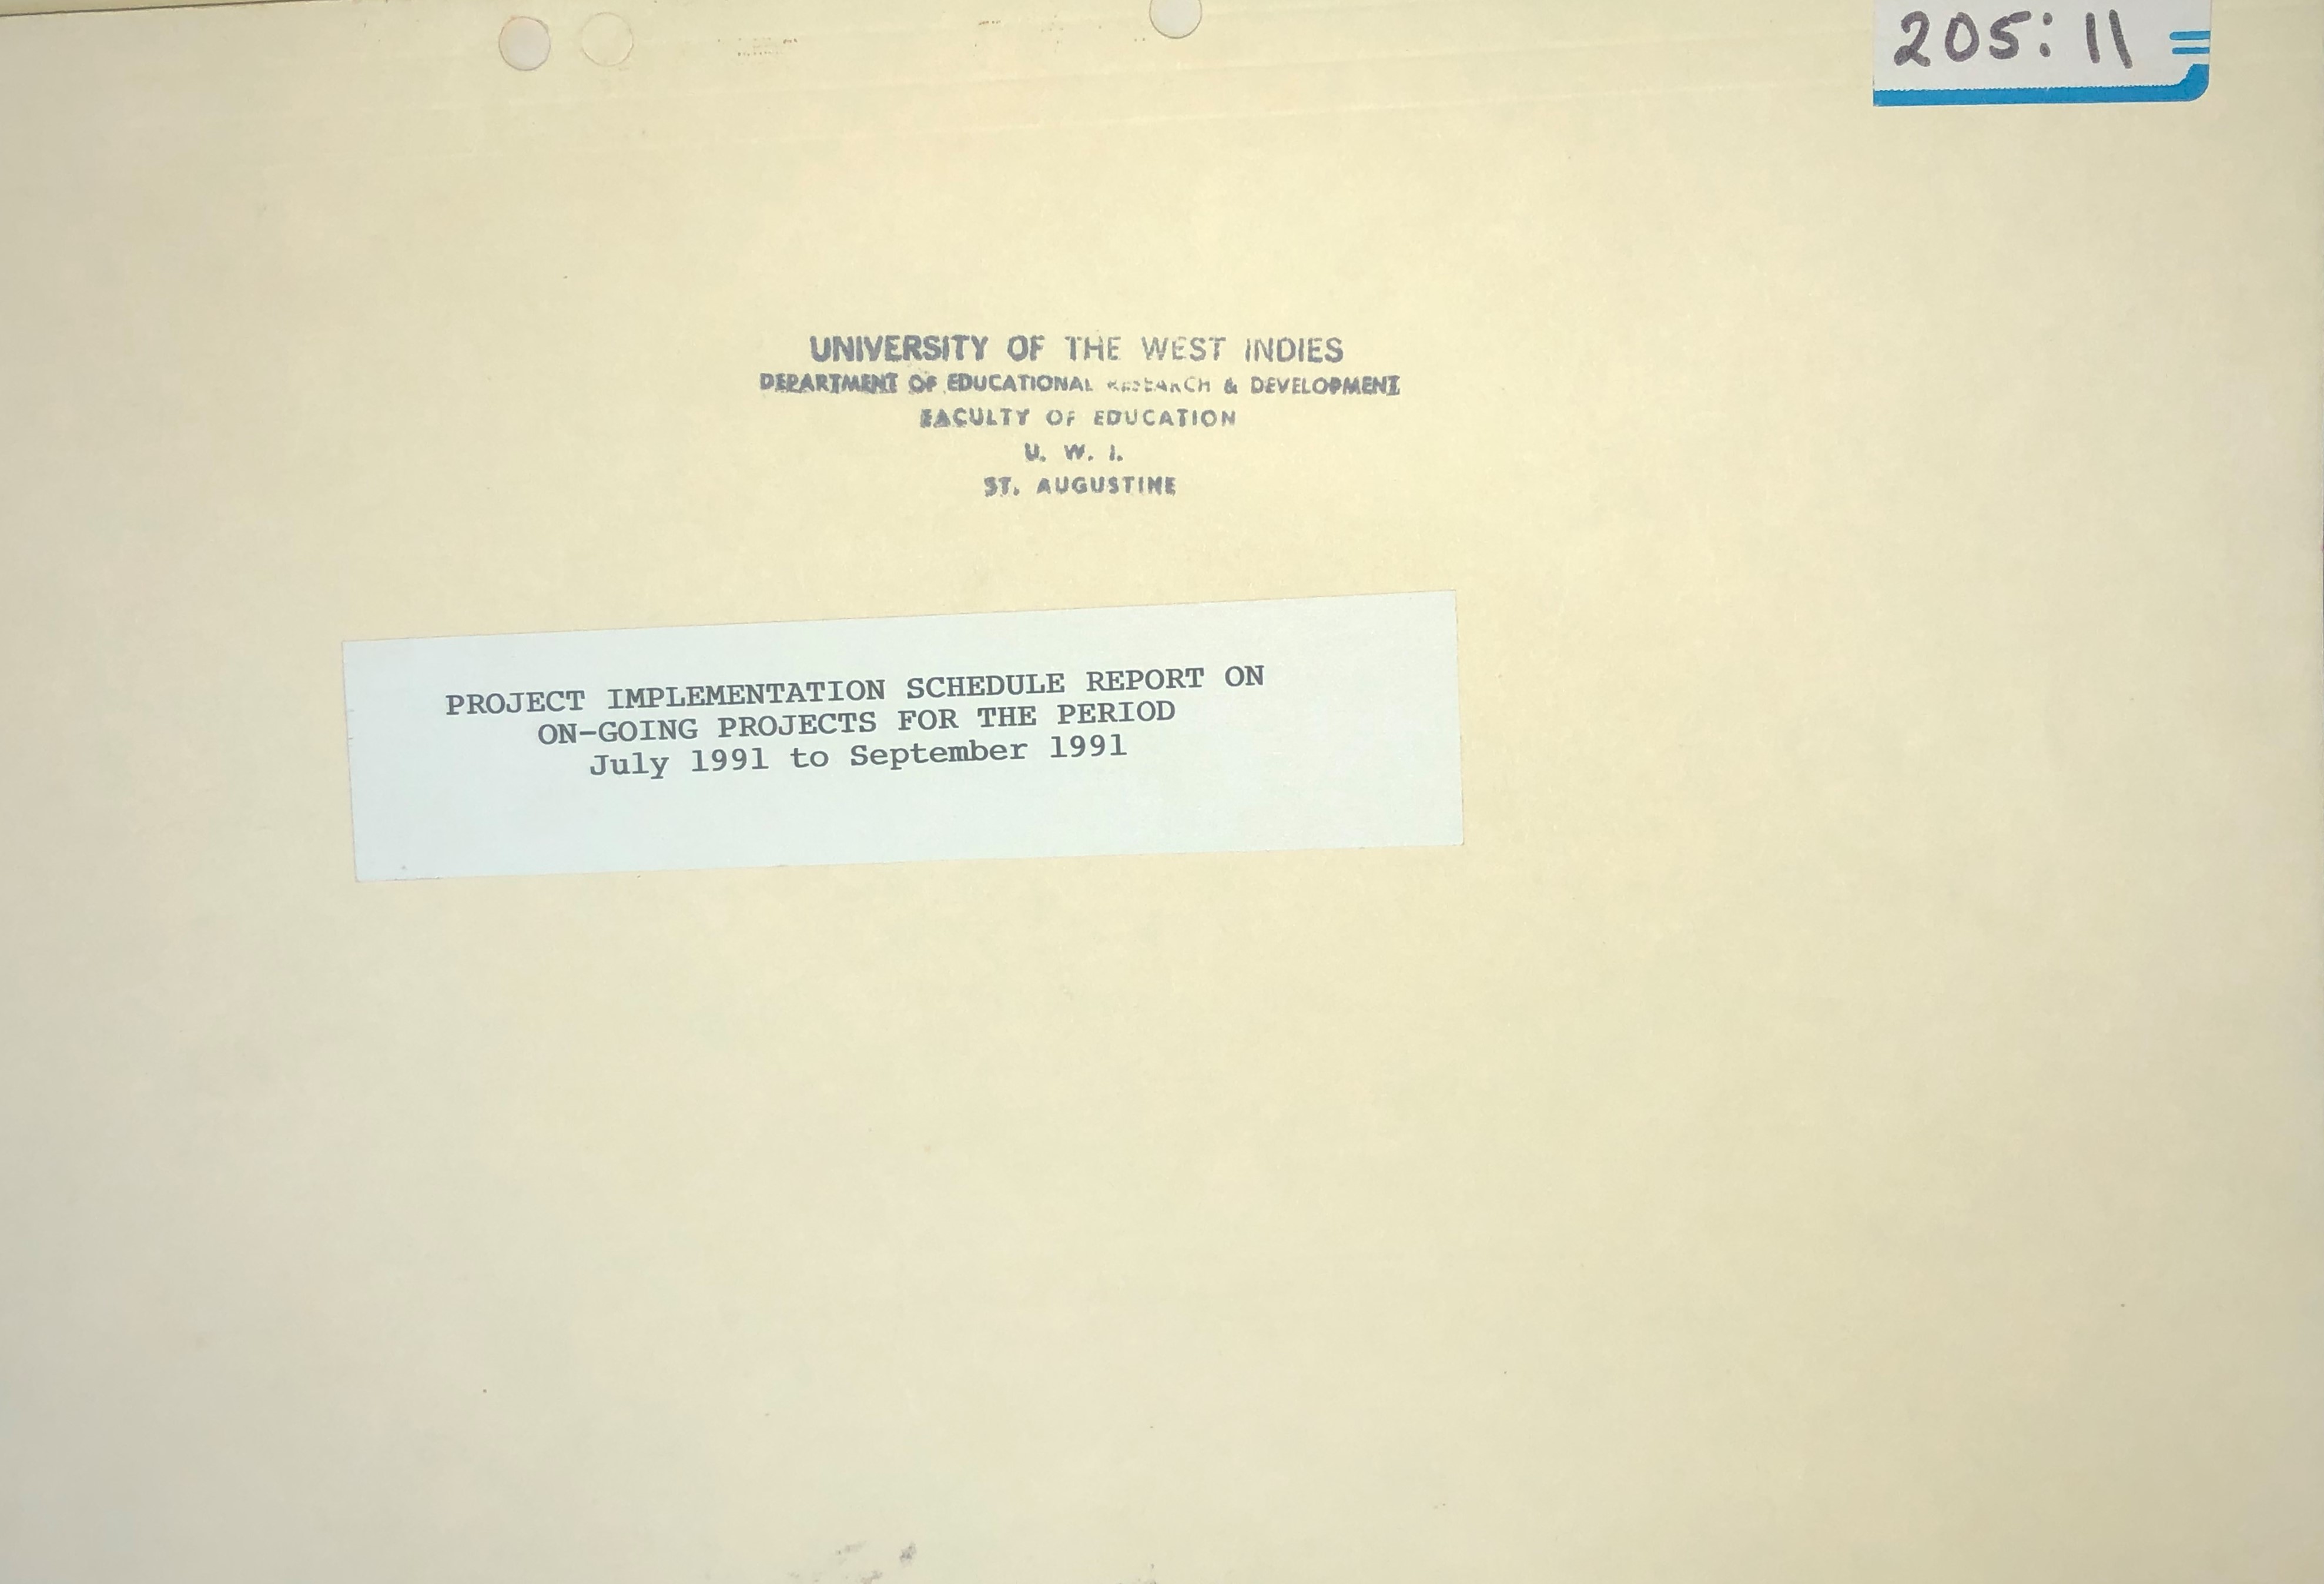 205: 11
UNIVERSITY OF THE WEST INDIES
DEPARTMENT OF EDUCATIONAL RESEARCH & DEVELOPMENT
FACULTY OF EDUCATION
U. W. I.
ST. AUGUSTINE
PROJECT IMPLEMENTATION SCHEDULE REPORT ON
ON-GOING PROJECTS FOR THE PERIOD
July 1991 to September 1991